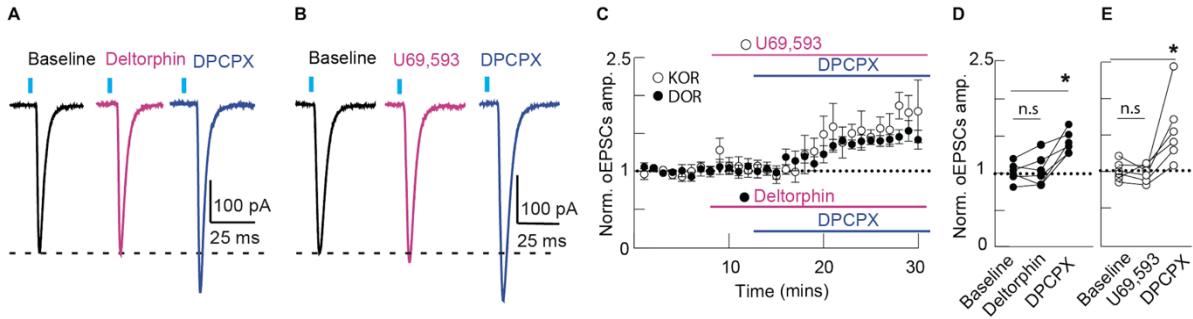 A
B
C
D
E
Baseline
Deltorphin
DPCPX
100 pA
25 ms
Baseline
U69,593
DPCPX
100 pA
25 ms
Norm. oEPSCs amp.
2.5
1
0
U69,593
DPCPX
KOR
DOR
Deltorphin
DPCPX
10
20
30
Time (mins)
Norm. oEPSCs amp.
2.5
1
0
*
n.s
Baseline
Deltorphin
DPCPX
*
n.s
Baseline
U69,593
DPCPX